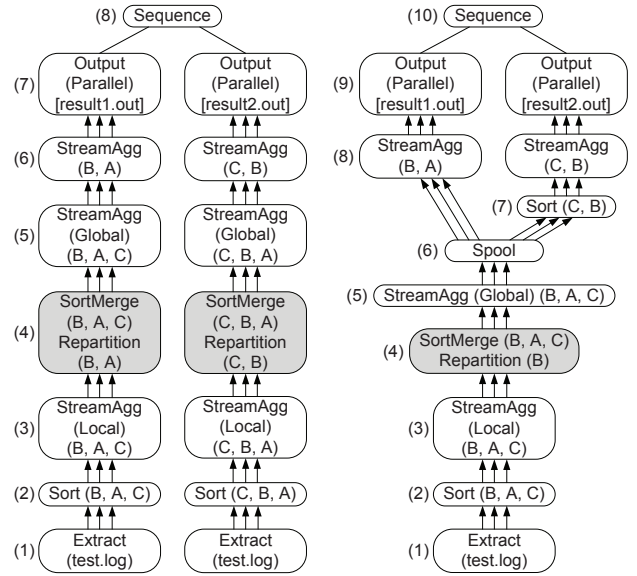 (8) Sequence
(7) Output (Parallel) [result1.out]
Output (Parallel) [result2.out]
(6) StreamAgg (B, A)
StreamAgg (C, B)
(5) StreamAgg (Global) (B, A, C)
StreamAgg (Global) (C, B, A)
(4) SortMerge (B, A, C) Repartition (B, A)
SortMerge (C, B, A) Repartition (C, B)
(3) StreamAgg (Local) (B, A, C)
StreamAgg (Local) (C, B, A)
(2) Sort (B, A, C)
Sort (C, B, A)
(1) Extract (test.log)
Extract (test.log)
(10) Sequence
(9) Output (Parallel) [result1.out]
Output (Parallel) [result2.out]
(8) StreamAgg (B, A)
StreamAgg (C, B)
(7) Sort (C, B)
(6) Spool
(5) StreamAgg (Global) (B, A, C)
(4) SortMerge (B, A, C) Repartition (B)
(3) StreamAgg (Local) (B, A, C)
(2) Sort (B, A, C)
(1) Extract (test.log)